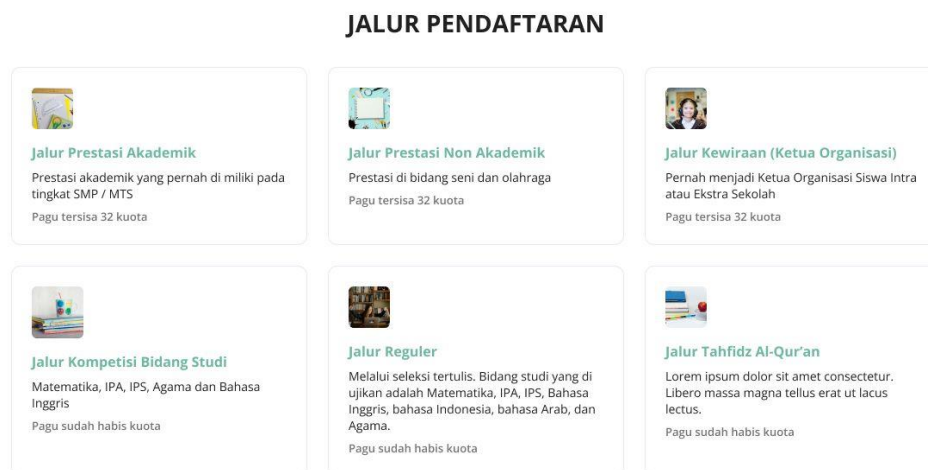 JALUR PENDAFTARAN
Jalur Prestasi Akademik
Prestasi akademik yang pernah di miliki pada
tingkat SMP / MTS
Pagu tersisa 32 kuota
Jalur Prestasi Non Akademik
Prestasi di bidang seni dan olahraga
Pagu tersisa 32 kuota
Jalur Kewiraan (Ketua Organisasi)
Pernah menjadi Ketua Organisasi Siswa Intra
atau Ekstra Sekolah
Pagu tersisa 32 kuota
Jalur Kompetisi Bidang Studi
Matematika, IPA, IPS, Agama dan Bahasa
Inggris
Pagu sudah habis kuota
Jalur Reguler
Melalui seleksi tertulis. Bidang studi yang di
ujikan adalah Matematika, IPA, IPS, Bahasa
Inggris, bahasa Indonesia, bahasa Arab, dan
Agama.
Pagu sudah habis kuota
Jalur Tahfidz Al-Qur’an
Lorem ipsum dolor sit amet consectetur.
Libero massa magna tellus erat ut lacus
lectus.
Pagu sudah habis kuota